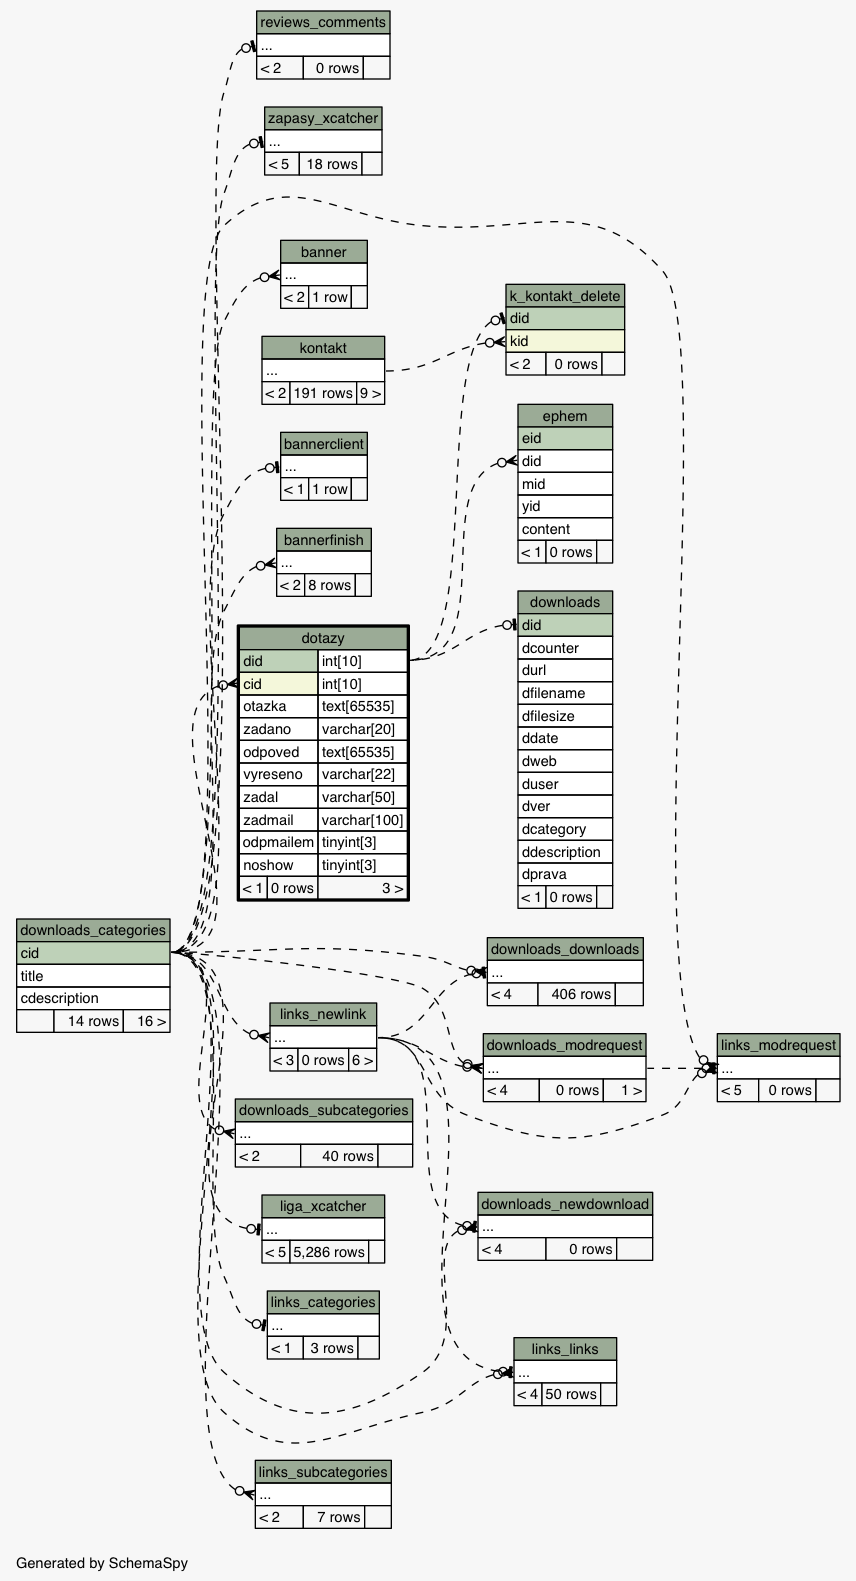 reviews_comments
...
< 2 0 rows
zapasy_xcatcher
...
< 5 18 rows
banner
...
< 2 1 row
k_kontakt_delete
did
kid
< 2 0 rows
kontakt
...
< 2 191 rows 9 >
ephem
eid
did
mid
yid
content
< 1 0 rows
bannerclient
...
< 1 1 row
bannerfinish
...
< 2 8 rows
downloads
did
dcounter
durl
dfilename
dfilesize
ddate
dweb
duser
dver
dcategory
ddescription
dprava
< 1 0 rows
dotazy
did int[10]
cid int[10]
otazka text[65535]
zadano varchar[20]
odpoved text[65535]
vyreseno varchar[22]
zadal varchar[50]
zadmail varchar[100]
odpmailem tinyint[3]
noshow tinyint[3]
< 1 0 rows 3 >
downloads_categories
cid
title
cdescription
14 rows 16 >
downloads_downloads
...
< 4 406 rows
links_newlink
...
< 3 0 rows 6 >
downloads_modrequest
...
< 4 0 rows 1 >
links_modrequest
...
< 5 0 rows
downloads_subcategories
...
< 2 40 rows
liga_xcatcher
...
< 5 5,286 rows
downloads_newdownload
...
< 4 0 rows
links_categories
...
< 1 3 rows
links_links
...
< 4 50 rows
links_subcategories
...
< 2 7 rows
Generated by SchemaSpy